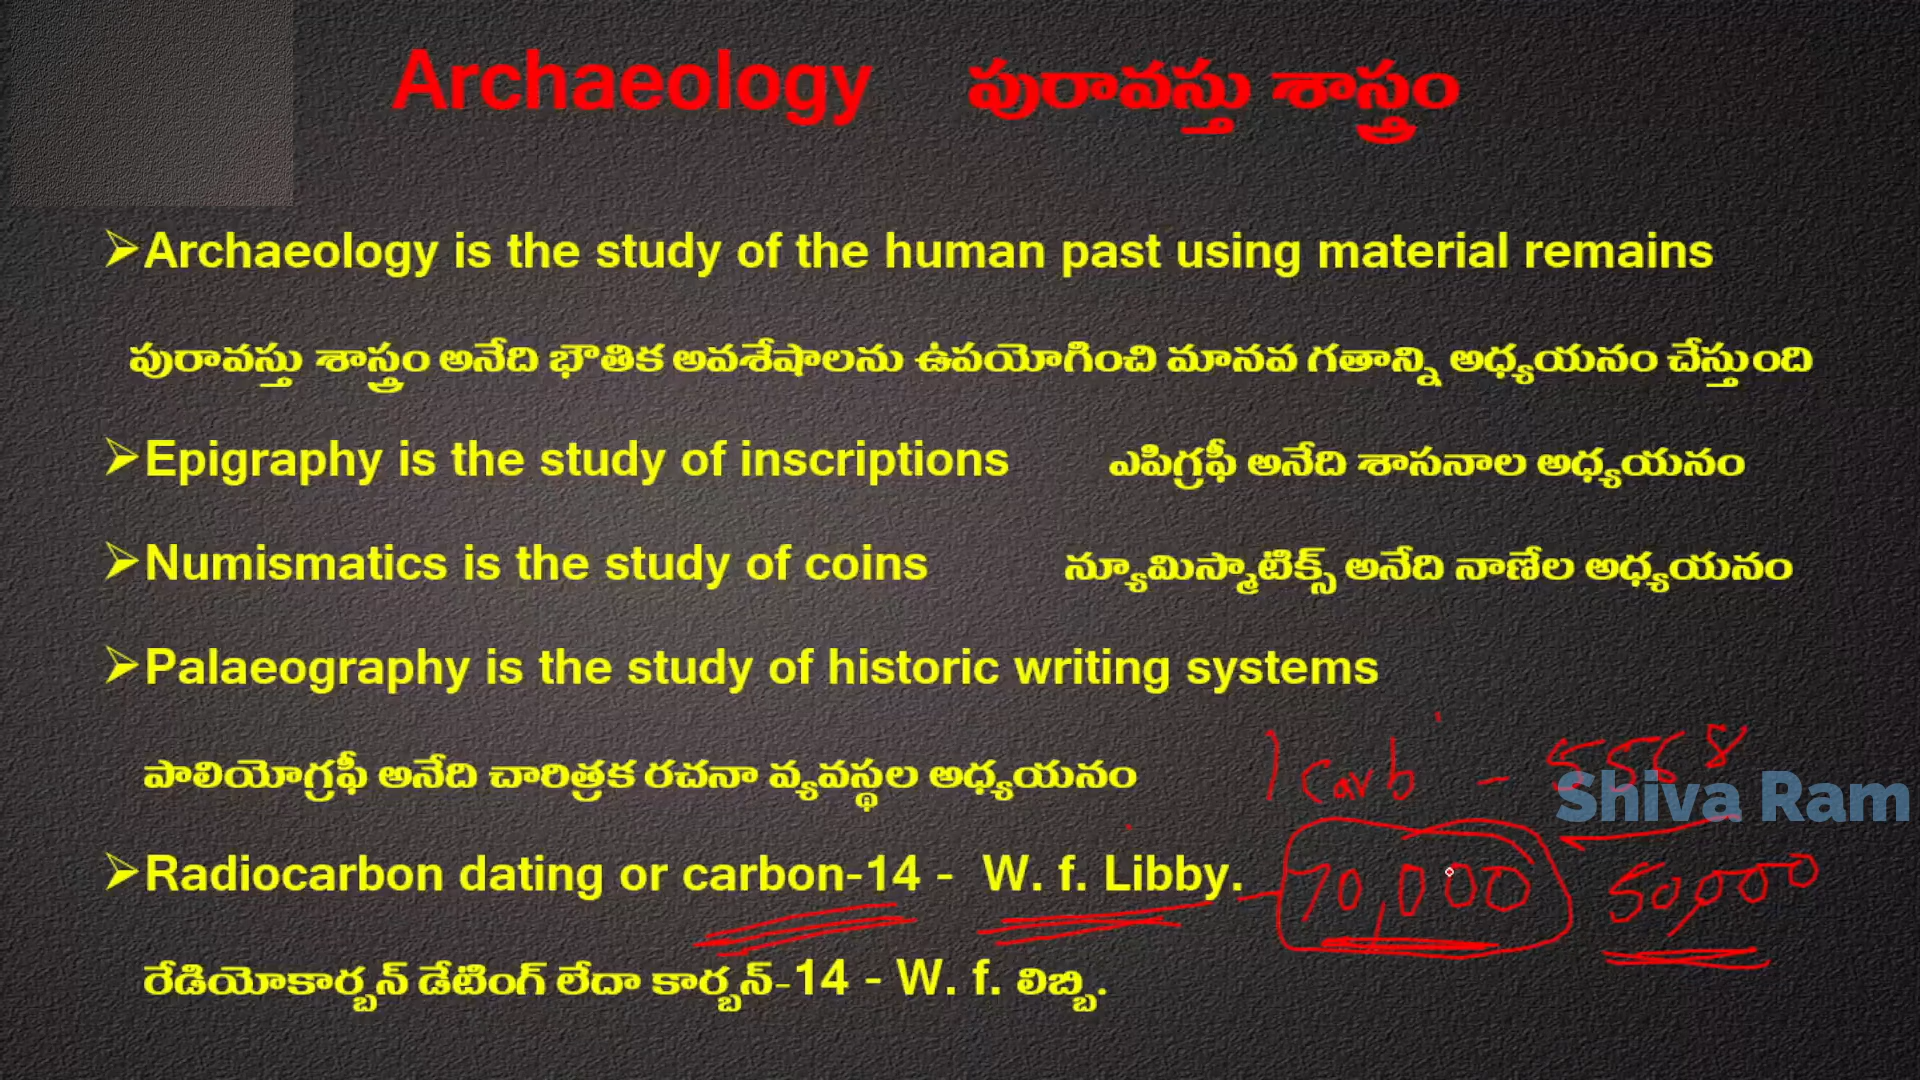 Archaeology పురావస్తు శాస్త్రం
➢Archaeology is the study of the human past using material remains
పురావస్తు శాస్త్రం అనేది భౌతిక అవశేషాలను ఉపయోగించి మానవ గతాన్ని అధ్యయనం చేస్తుంది
➢Epigraphy is the study of inscriptions ఎపిగ్రఫీ అనేది శాసనాల అధ్యయనం
➢Numismatics is the study of coins న్యూమిస్మాటిక్స్ అనేది నాణేల అధ్యయనం
➢Palaeography is the study of historic writing systems
పాలియోగ్రఫీ అనేది చారిత్రక రచనా వ్యవస్థల అధ్యయనం
1 Carb - 5568
Shiva Ram
➢Radiocarbon dating or carbon-14 - W. f. Libby. - 70,000 50,000
రేడియోకార్బన్ డేటింగ్ లేదా కార్బన్-14 - W. f. లిబ్బి.